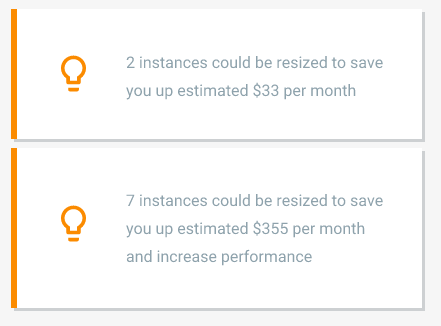 2 instances could be resized to save
you up estimated $33 per month
7 instances could be resized to save
you up estimated $355 per month
and increase performance